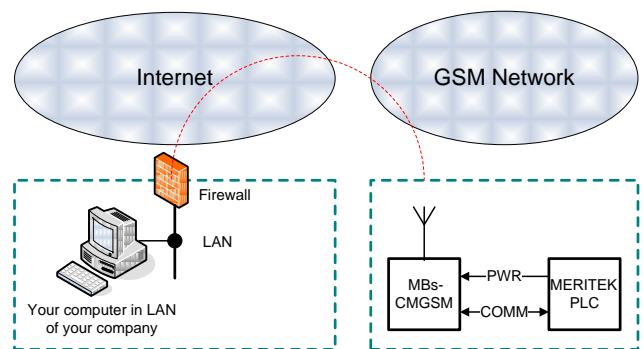 Internet
GSM Network
Firewall
LAN
Your computer in LAN
of your company
MBs-
CMGSM
PWR
COMM
MERITEK
PLC